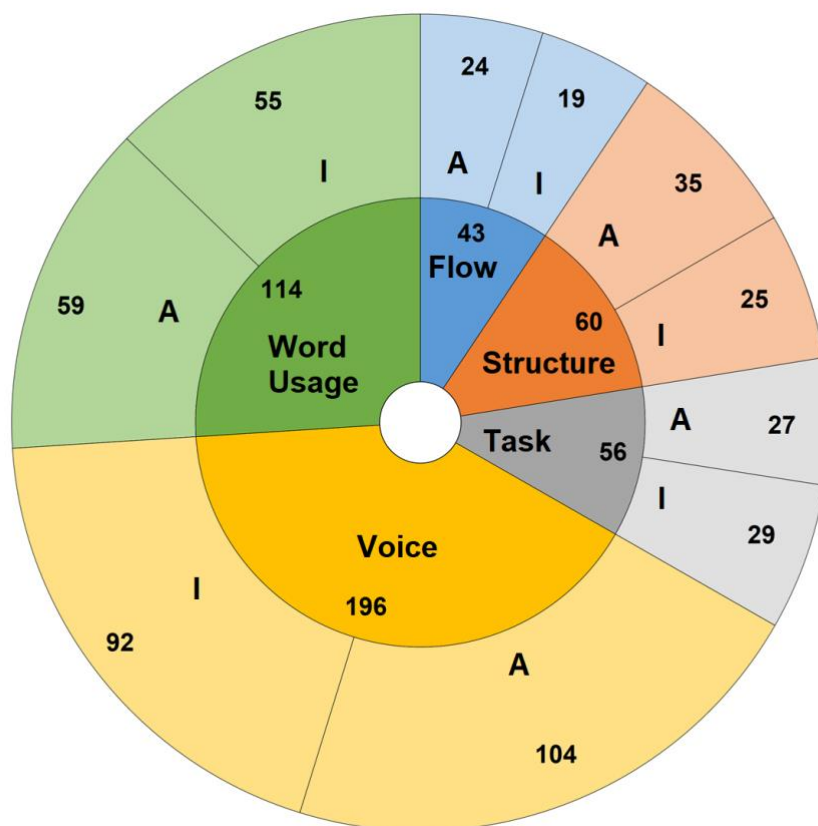 24
19
55
A
I
35
I
A
43
Flow
114
25
59
A
60
I
Word
Usage
Structure
A
27
Task
56
I
29
Voice
I
196
92
A
104